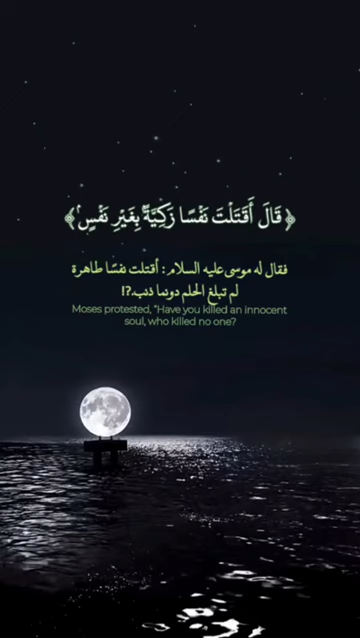 ﴿ قَالَ أَقَتَلْتَ نَفْسًا زَكِيَّةًۢ بِغَيْرِ نَفْسٍ ﴾
فقال له موسى عليه السلام: أقتلت نفسًا طاهرة
لم تبلغ الحلم دونما ذنب.؟!
Moses protested, “Have you killed an innocent
soul, who killed no one?